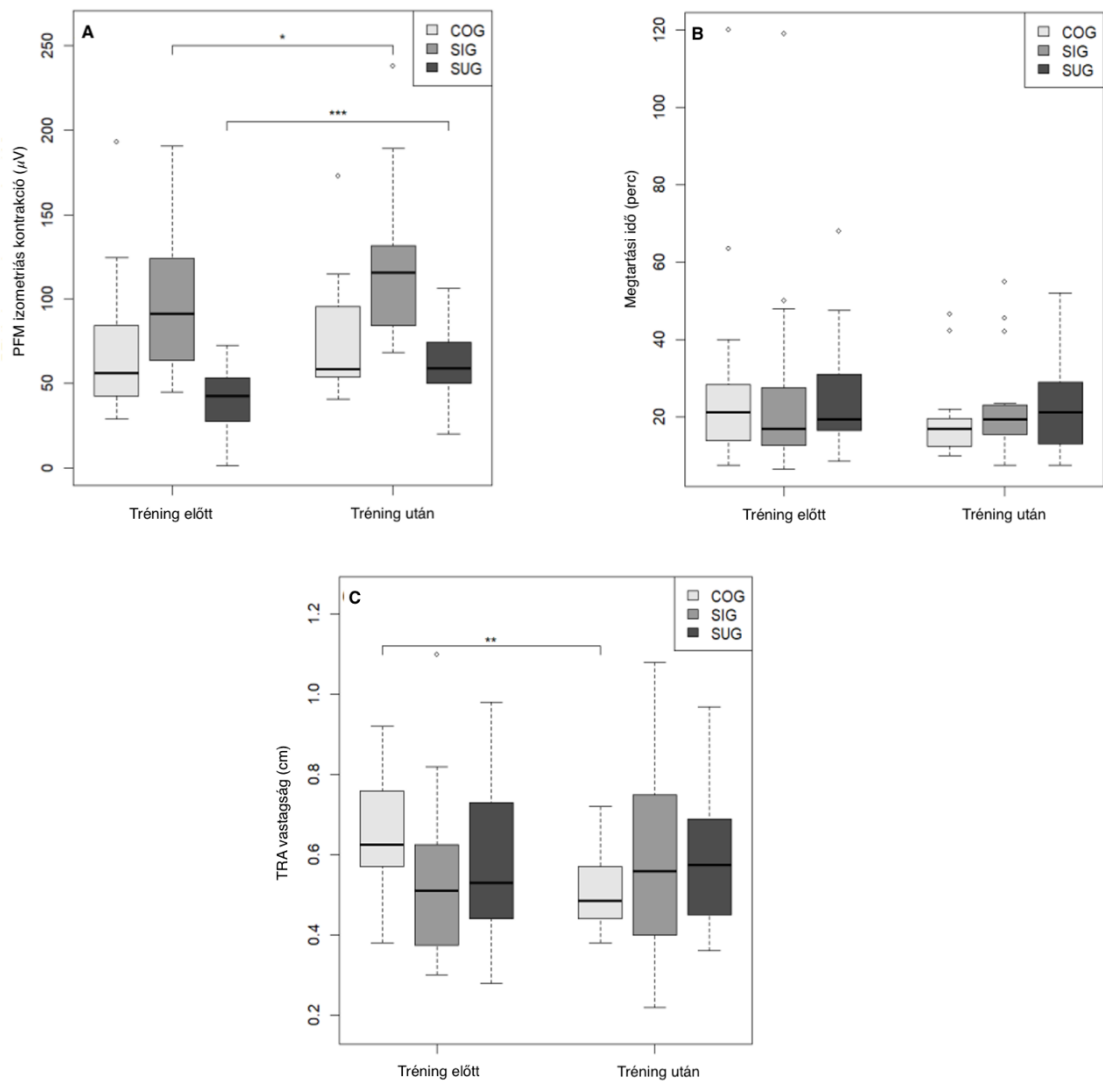 A
COG
SIG
SUG
*
***
PFM izometriás kontrakció (μV)
250
200
150
100
50
0
Tréning előtt
Tréning után
B
COG
SIG
SUG
Megtartási idő (perc)
120
100
80
60
40
20
Tréning előtt
Tréning után
C
COG
SIG
SUG
**
TRA vastagság (cm)
1.2
1.0
0.8
0.6
0.4
0.2
Tréning előtt
Tréning után